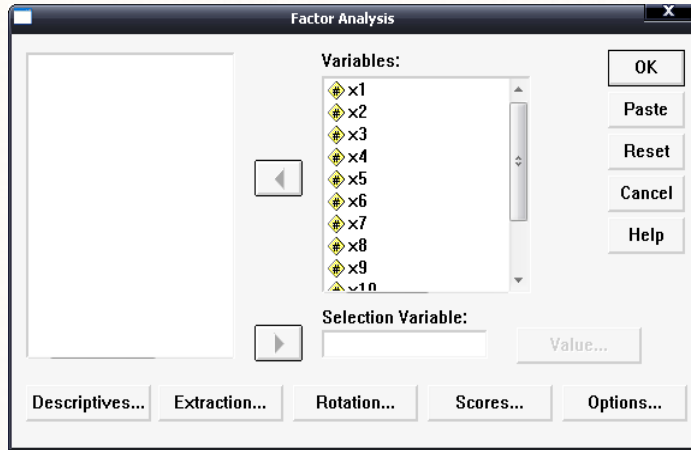 Factor Analysis
X
Variables:
# x1
# x2
# x3
# x4
# x5
# x6
# x7
# x8
# x9
# x10
Selection Variable:
Value...
OK
Paste
Reset
Cancel
Help
Descriptives...
Extraction...
Rotation...
Scores...
Options...